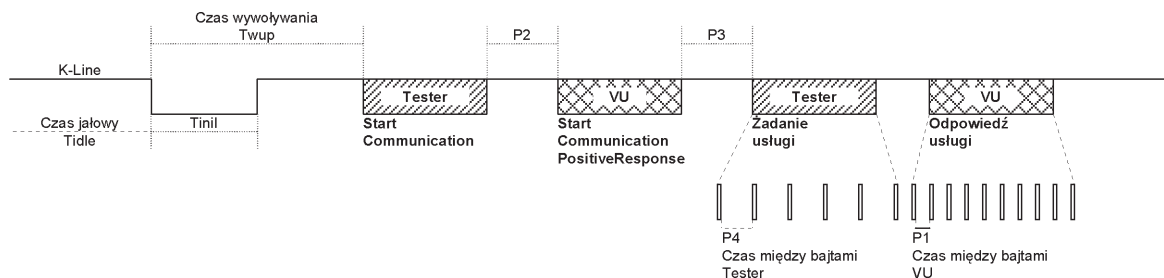 Czas wywoływania
Twup
P2
P3
K-Line
Tester
VU
Tester
VU
Czas jałowy
Tidle
Tinil
Start
Communication
Start
Communication
PositiveResponse
Żadanie
usługi
Odpowiedź
usługi
P4
Czas między bajtami
Tester
P1
Czas między bajtami
VU